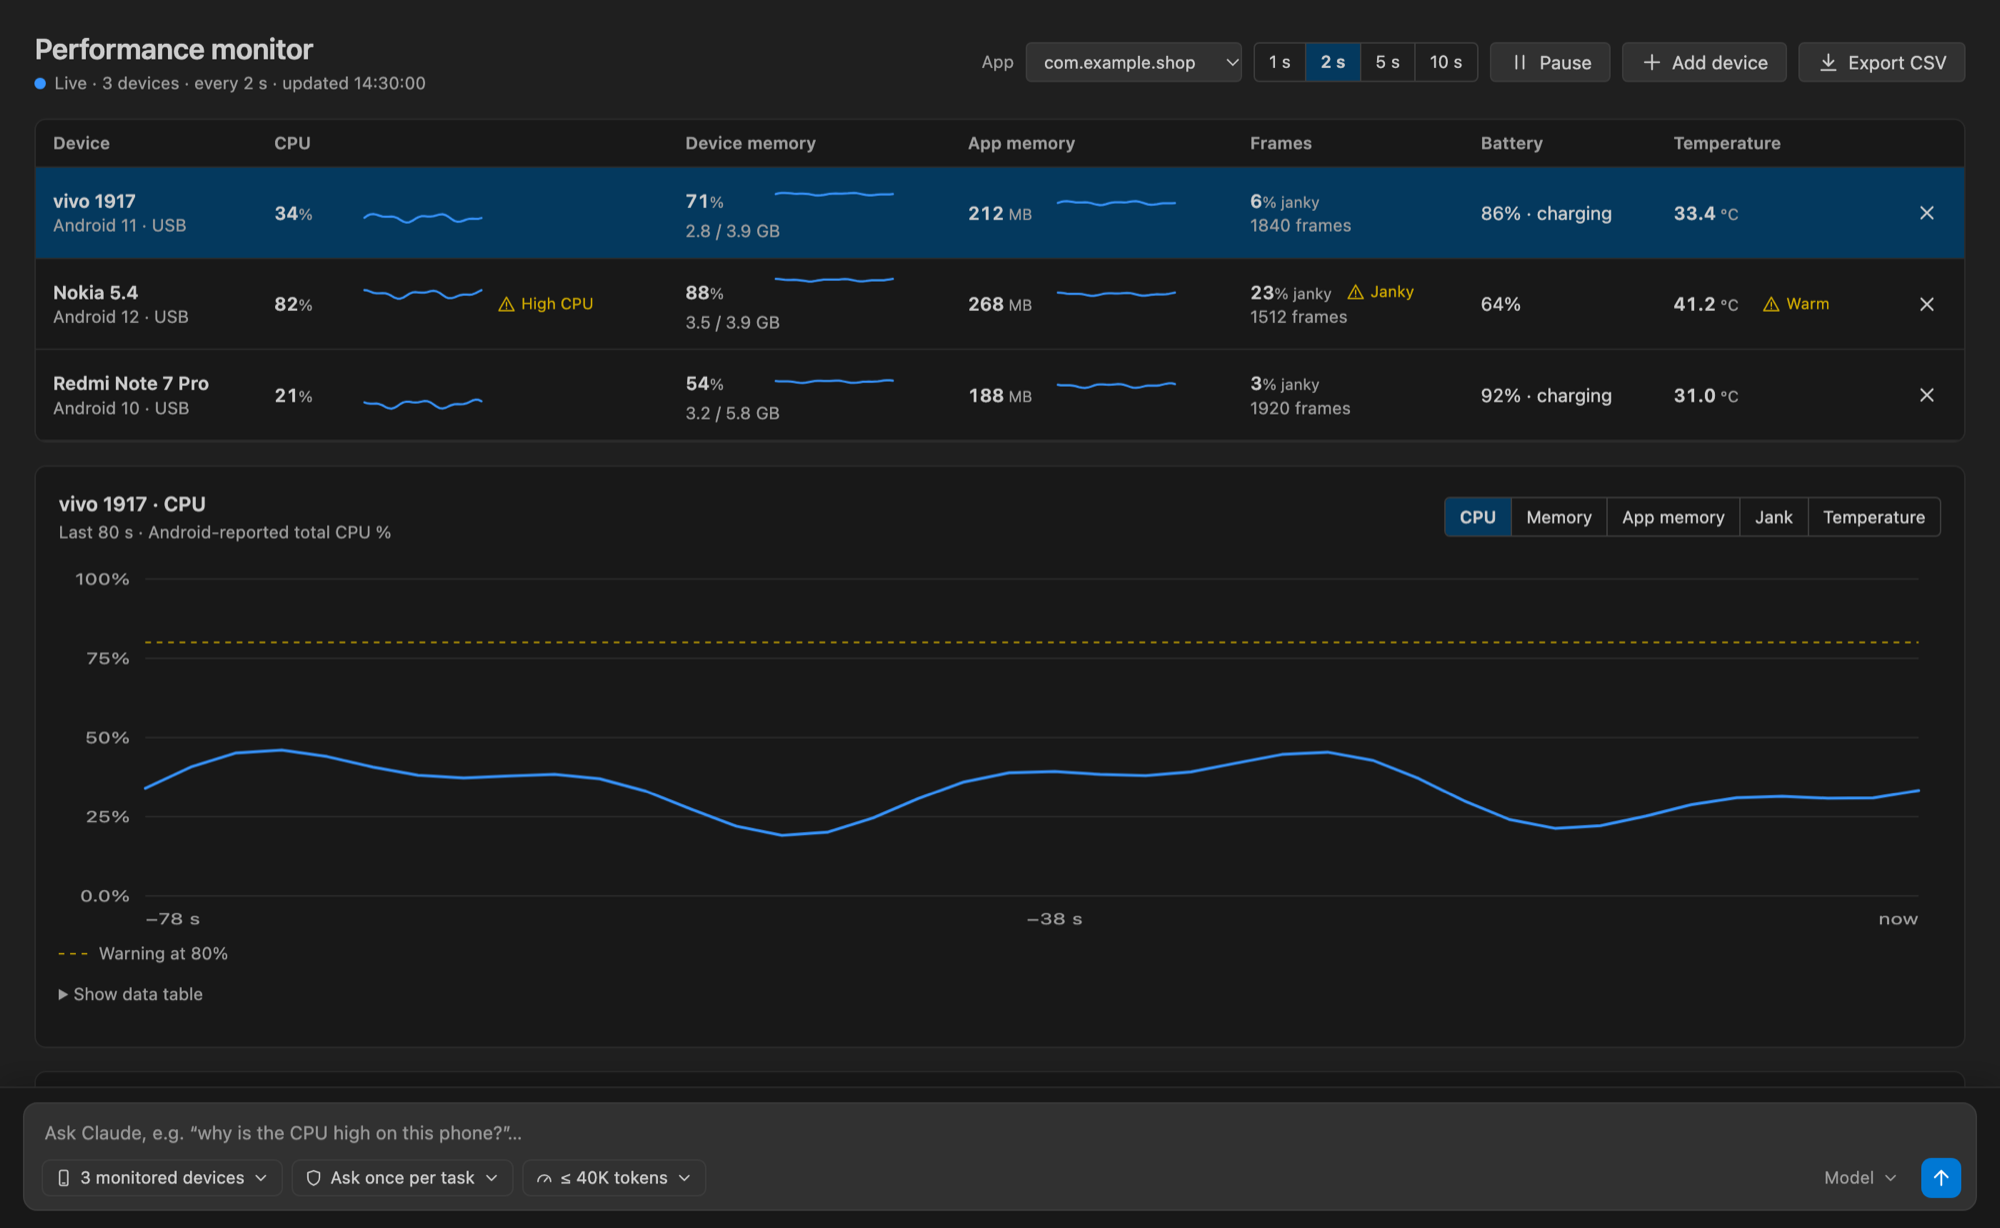 Performance monitor
Live · 3 devices · every 2 s · updated 14:30:00
App com.example.shop 1 s 2 s 5 s 10 s Pause Add device Export CSV
Device CPU Device memory App memory Frames Battery Temperature
vivo 1917
Android 11 · USB
34%
71%
2.8 / 3.9 GB
212 MB
6% janky
1840 frames
86% · charging
33.4 °C
Nokia 5.4
Android 12 · USB
82%
High CPU
88%
3.5 / 3.9 GB
268 MB
23% janky
Janky
1512 frames
64%
41.2 °C
Warm
Redmi Note 7 Pro
Android 10 · USB
21%
54%
3.2 / 5.8 GB
188 MB
3% janky
1920 frames
92% · charging
31.0 °C
vivo 1917 · CPU
Last 80 s · Android-reported total CPU %
CPU Memory App memory Jank Temperature
100%
75%
50%
25%
0.0%
−78 s −38 s now
Warning at 80%
Show data table
Ask Claude, e.g. “why is the CPU high on this phone?”…
3 monitored devices Ask once per task ≤ 40K tokens Model